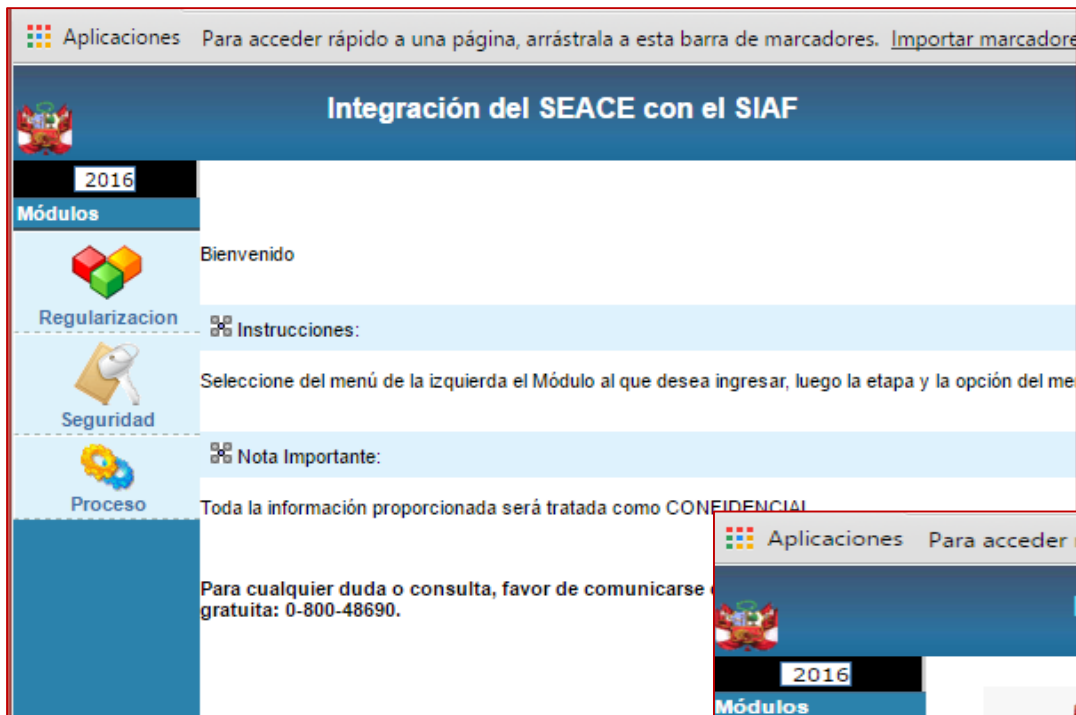 Aplicaciones Para acceder rápido a una página, arrástrala a esta barra de marcadores. Importar marcadore
Integración del SEACE con el SIAF
2016
Módulos
Bienvenido
Regularizacion
Instrucciones:
Seleccione del menú de la izquierda el Módulo al que desea ingresar, luego la etapa y la opción del me
Seguridad
Nota Importante:
Proceso
Toda la información proporcionada será tratada como CONFIDENCIAL
Para cualquier duda o consulta, favor de comunicarse
gratuita: 0-800-48690.
Aplicaciones Para acceder
2016
Módulos